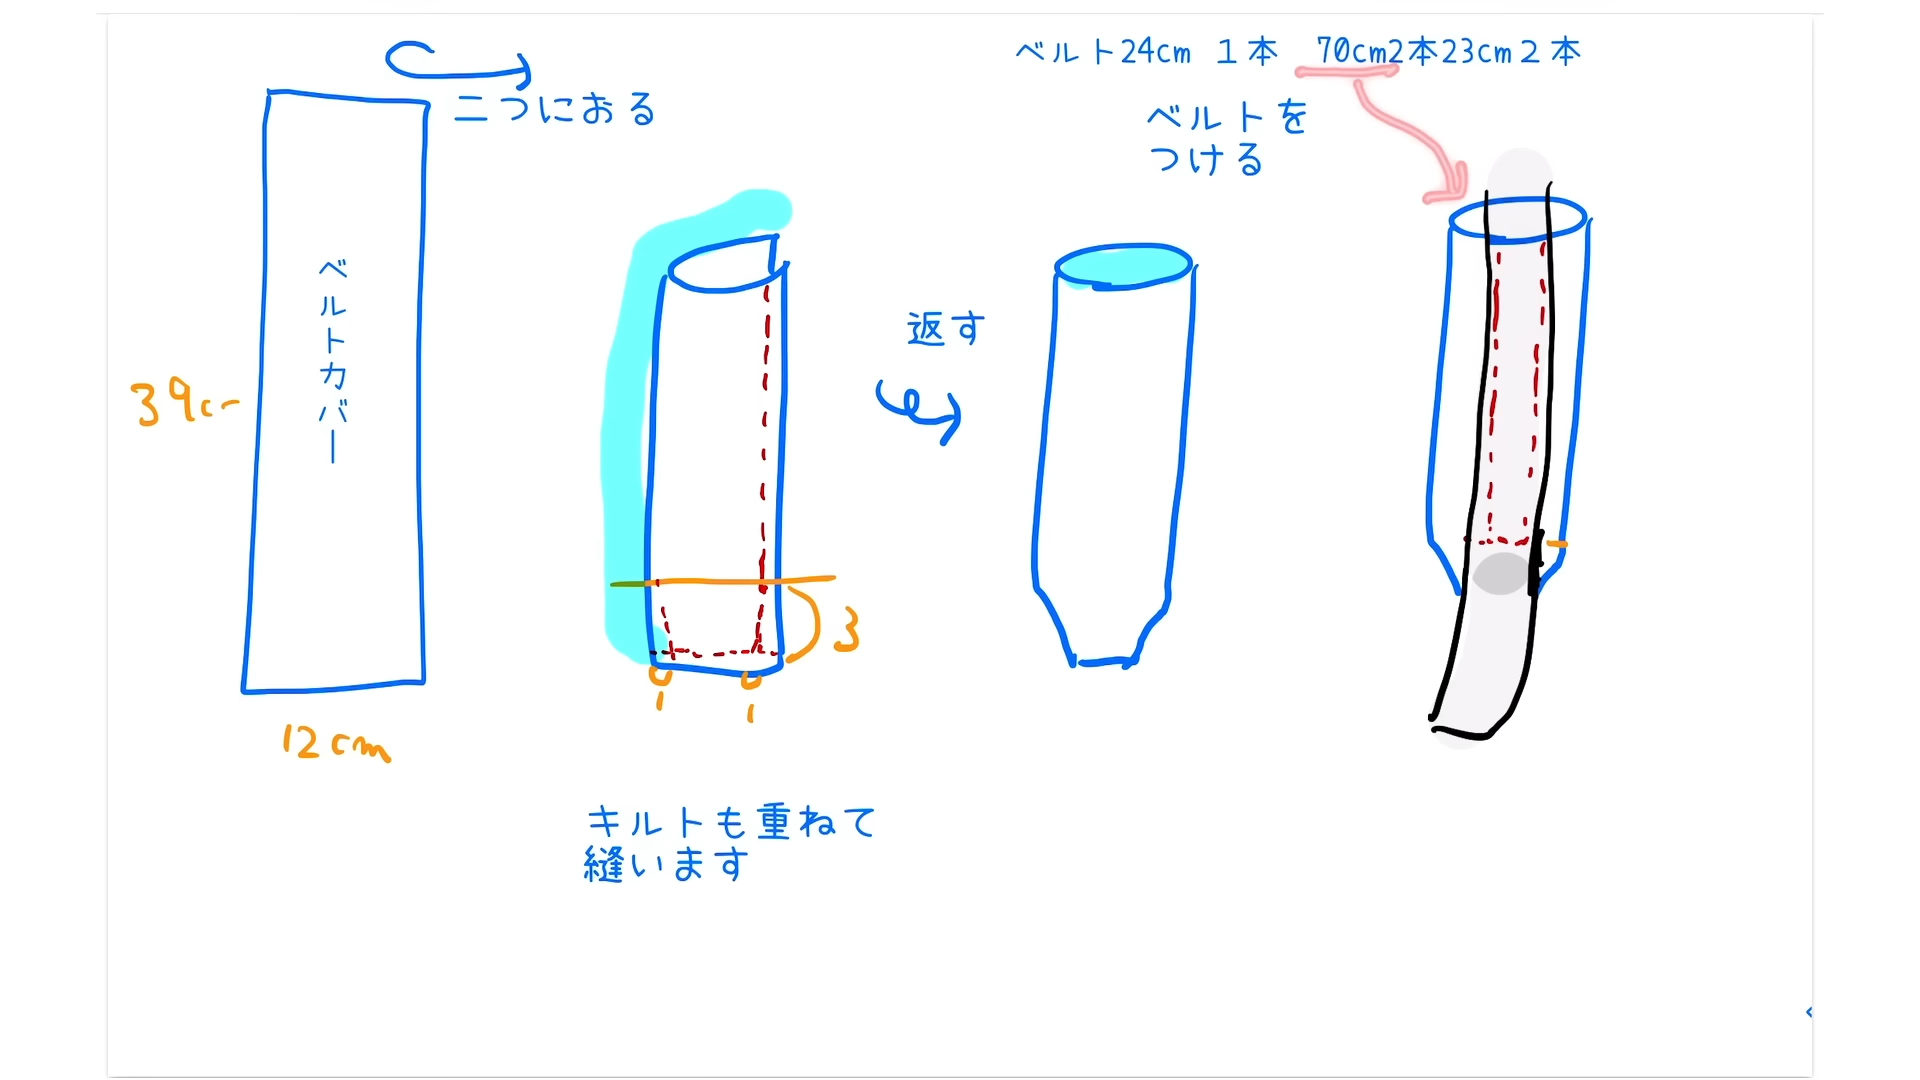 ベルト24cm １本　70cm2本23cm２本
二つにおる
ベルトを
つける
ベルトカバー
返す
39cm
3
1
1
12cm
キルトも重ねて
縫います